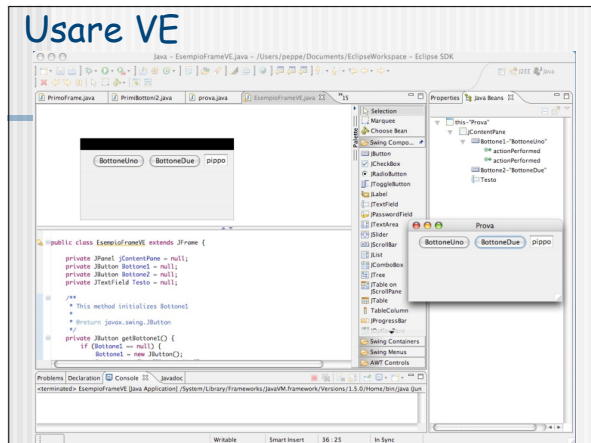 Usare VE
Java - EsempioFrameVE.java - /Users/peppe/Documents/EclipseWorkspace - Eclipse SDK
J2EE Java
PrimoFrame.java PrimiBottoni2.java prova.java EsempioFrameVE.java 15
BottoneUno BottoneDue pippo
Palette
Selection
Marquee
Choose Bean
Swing Compo...
JButton
JCheckBox
JRadioButton
JToggleButton
JLabel
JTextField
JPasswordField
JTextArea
JSlider
JScrollBar
JList
JComboBox
JTree
JTable on
JScrollPane
JTable
TableColumn
JProgressBar
Swing Containers
Swing Menus
AWT Controls
Properties Java Beans
this-"Prova"
jContentPane
Bottone1-"BottoneUno"
actionPerformed
actionPerformed
Bottone2-"BottoneDue"
Testo
Prova
BottoneUno BottoneDue pippo
public class EsempioFrameVE extends JFrame {
private JPanel jContentPane = null;
private JButton Bottone1 = null;
private JButton Bottone2 = null;
private JTextField Testo = null;
/**
* This method initializes Bottone1
*
* @return javax.swing.JButton
*/
private JButton getBottone1() {
if (Bottone1 == null) {
Bottone1 = new JButton();
Problems Declaration Console Javadoc
<terminated> EsempioFrameVE [Java Application] /System/Library/Frameworks/JavaVM.framework/Versions/1.5.0/Home/bin/java (Jun
Writable Smart Insert 36 : 25 In Sync